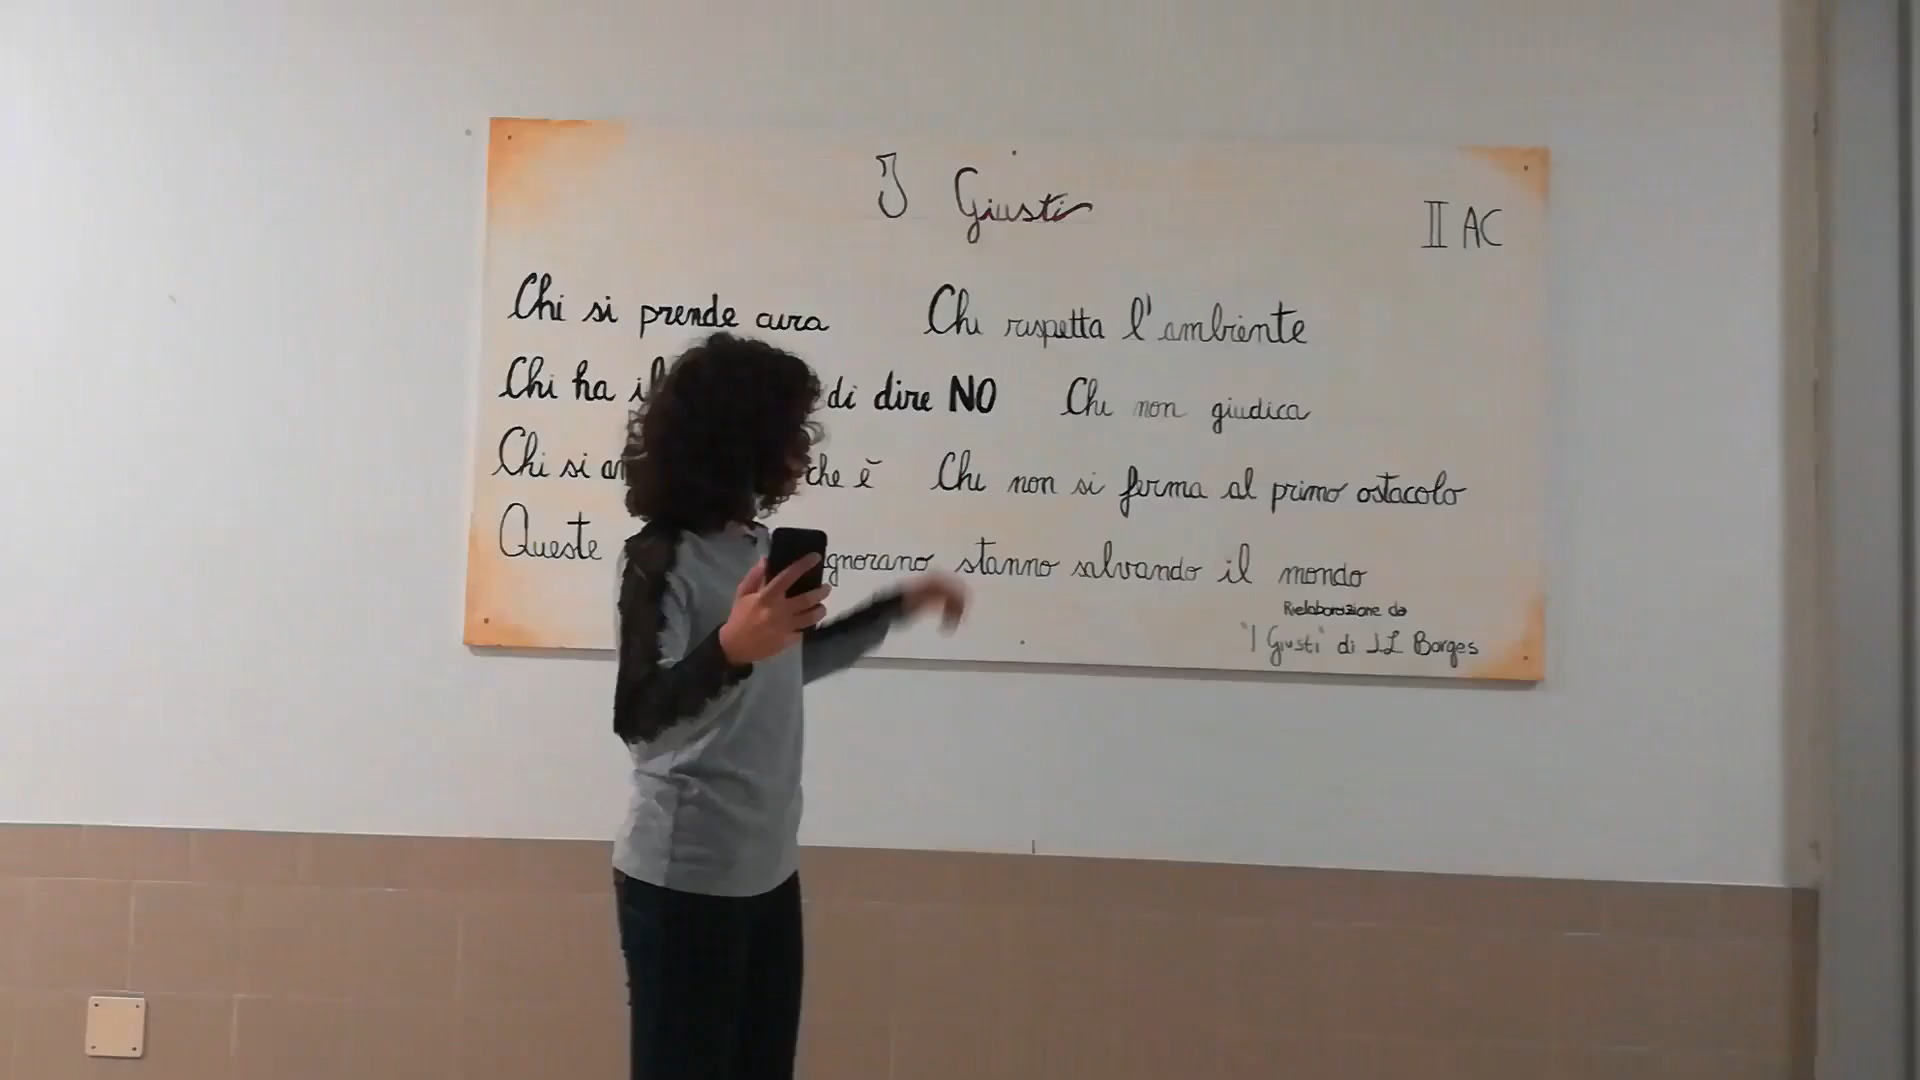 I Giusti
II AC
Chi si prende cura Chi rispetta l'ambiente
Chi ha il di dire NO Chi non giudica
Chi si che è Chi non si ferma al primo ostacolo
Queste stanno salvando il mondo
Rielaborazione da
"I Giusti" di J L Borges